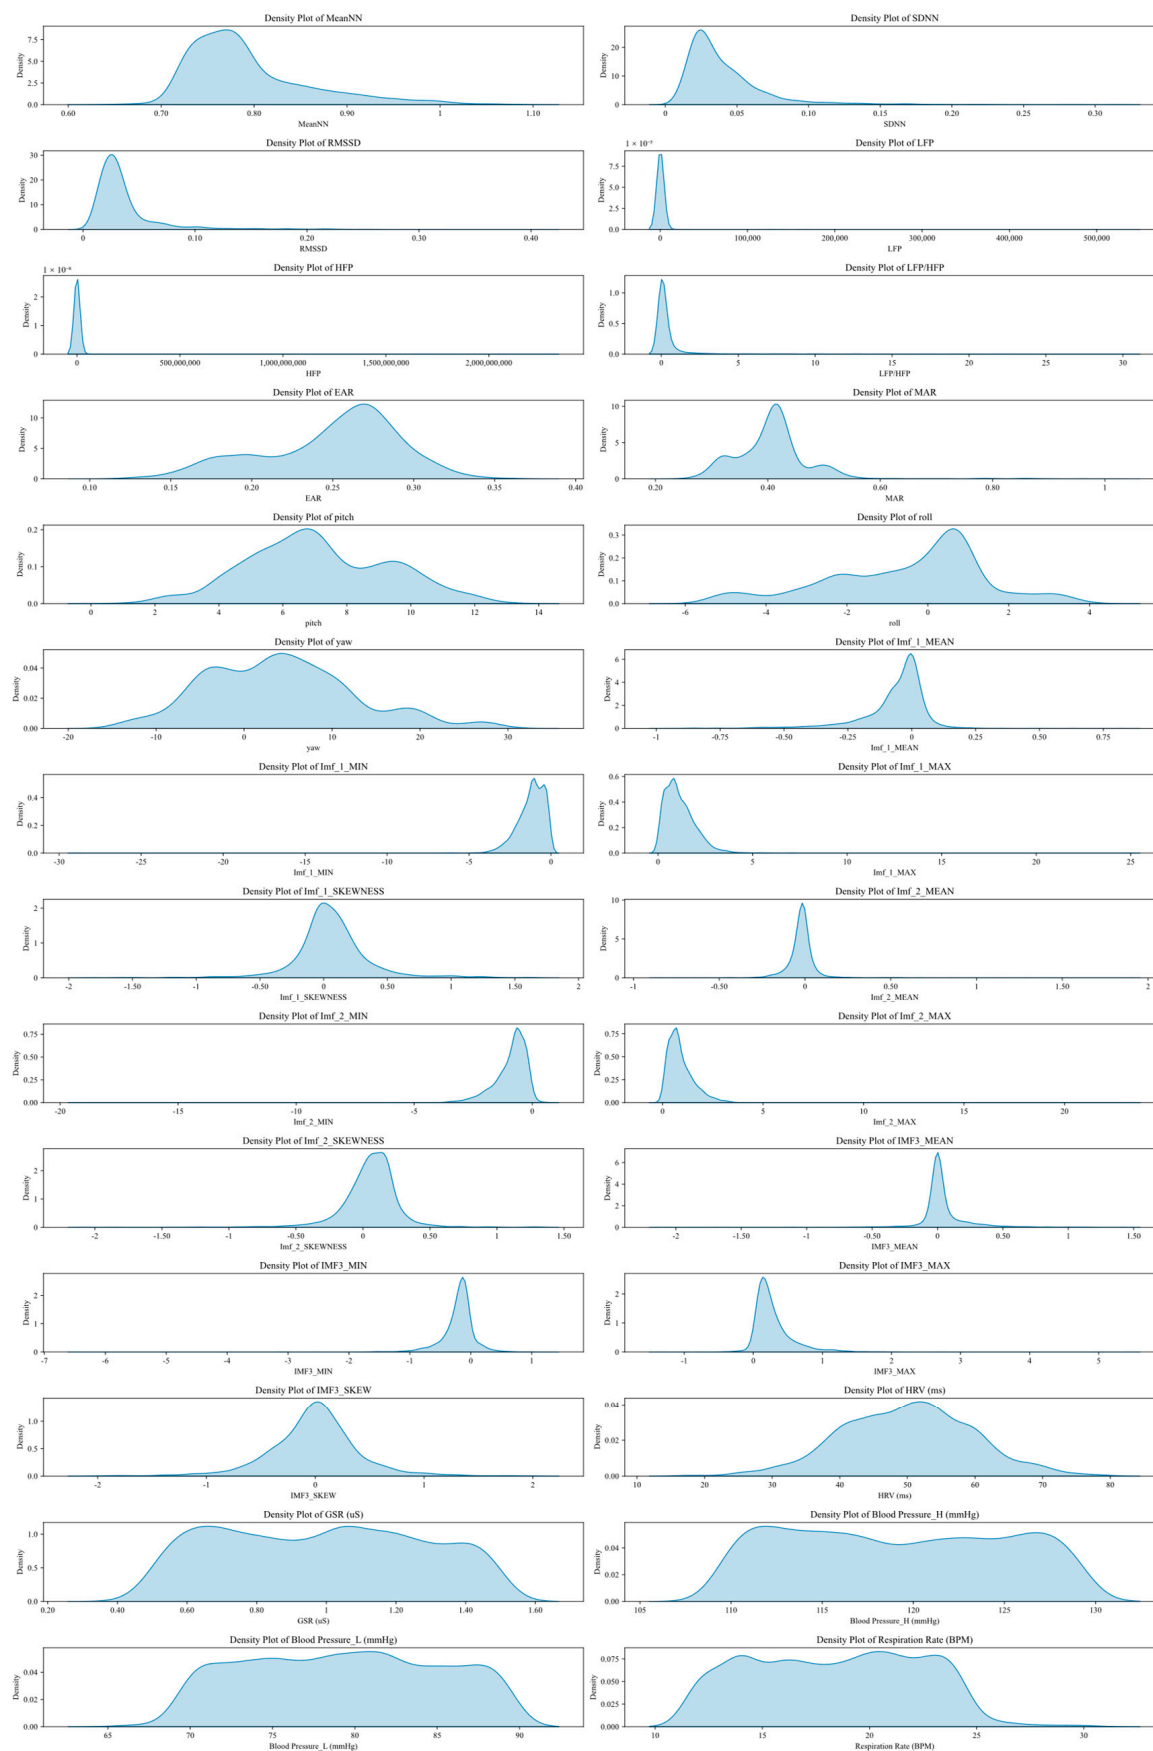 Density Plot of MeanNN
Density
7.5
5.0
2.5
0.0
0.60 0.70 0.80 0.90 1 1.10
MeanNN
Density Plot of SDNN
Density
20
10
0
0 0.05 0.10 0.15 0.20 0.25 0.30
SDNN
Density Plot of RMSSD
Density
30
20
10
0
0 0.10 0.20 0.30 0.40
RMSSD
Density Plot of LFP
Density
7.5
5.0
2.5
0.0
0 100,000 200,000 300,000 400,000 500,000
LFP
Density Plot of HFP
Density
2
1
0
0 500,000,000 1,000,000,000 1,500,000,000 2,000,000,000
HFP
Density Plot of LFP/HFP
Density
1.0
0.5
0.0
0 5 10 15 20 25 30
LFP/HFP
Density Plot of EAR
Density
10
5
0
0.10 0.15 0.20 0.25 0.30 0.35 0.40
EAR
Density Plot of MAR
Density
10
5
0
0.20 0.40 0.60 0.80 1
MAR
Density Plot of pitch
Density
0.2
0.1
0.0
0 2 4 6 8 10 12 14
pitch
Density Plot of roll
Density
0.3
0.2
0.1
0.0
-6 -4 -2 0 2 4
roll
Density Plot of yaw
Density
0.04
0.02
0.00
-20 -10 0 10 20 30
yaw
Density Plot of Imf_1_MEAN
Density
6
4
2
0
-1 -0.75 -0.50 -0.25 0 0.25 0.50 0.75
Imf_1_MEAN
Density Plot of Imf_1_MIN
Density
0.4
0.2
0.0
-30 -25 -20 -15 -10 -5 0
Imf_1_MIN
Density Plot of Imf_1_MAX
Density
0.6
0.4
0.2
0.0
0 5 10 15 20 25
Imf_1_MAX
Density Plot of Imf_1_SKEWNESS
Density
2
1
0
-2 -1.50 -1 -0.50 0 0.50 1 1.50 2
Imf_1_SKEWNESS
Density Plot of Imf_2_MEAN
Density
10
5
0
-1 -0.50 0 0.50 1 1.50 2
Imf_2_MEAN
Density Plot of Imf_2_MIN
Density
0.75
0.50
0.25
0.00
-20 -15 -10 -5 0
Imf_2_MIN
Density Plot of Imf_2_MAX
Density
0.75
0.50
0.25
0.00
0 5 10 15 20
Imf_2_MAX
Density Plot of Imf_2_SKEWNESS
Density
2
1
0
-2 -1.50 -1 -0.50 0 0.50 1 1.50
Imf_2_SKEWNESS
Density Plot of IMF3_MEAN
Density
6
4
2
0
-2 -1.50 -1 -0.50 0 0.50 1 1.50
IMF3_MEAN
Density Plot of IMF3_MIN
Density
2
1
0
-7 -6 -5 -4 -3 -2 -1 0 1
IMF3_MIN
Density Plot of IMF3_MAX
Density
2
1
0
-1 0 1 2 3 4 5
IMF3_MAX
Density Plot of IMF3_SKEW
Density
1.0
0.5
0.0
-2 -1 0 1 2
IMF3_SKEW
Density Plot of HRV (ms)
Density
0.04
0.02
0.00
10 20 30 40 50 60 70 80
HRV (ms)
Density Plot of GSR (uS)
Density
1.0
0.5
0.0
0.20 0.40 0.60 0.80 1 1.20 1.40 1.60
GSR (uS)
Density Plot of Blood Pressure_H (mmHg)
Density
0.04
0.02
0.00
105 110 115 120 125 130
Blood Pressure_H (mmHg)
Density Plot of Blood Pressure_L (mmHg)
Density
0.04
0.02
0.00
65 70 75 80 85 90
Blood Pressure_L (mmHg)
Density Plot of Respiration Rate (BPM)
Density
0.075
0.050
0.025
0.000
10 15 20 25 30
Respiration Rate (BPM)